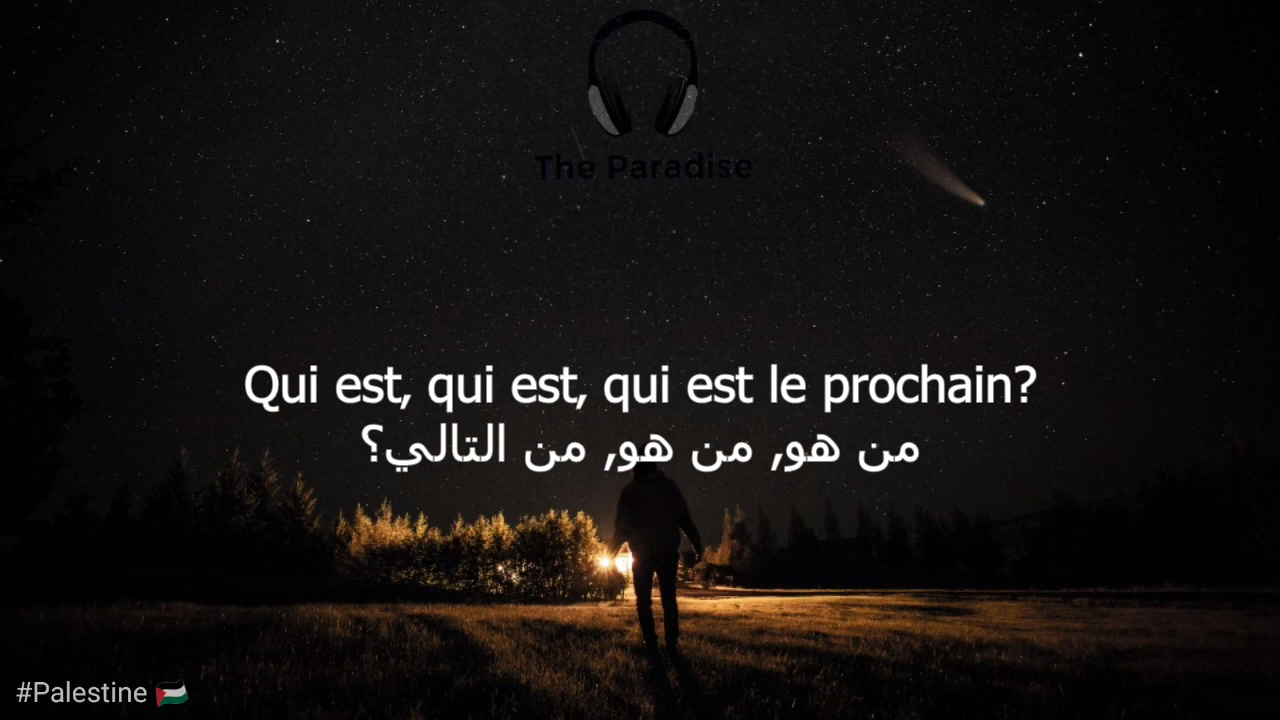 The Paradise
Qui est, qui est, qui est le prochain?
من هو, من هو, من التالي؟
#Palestine 🇵🇸